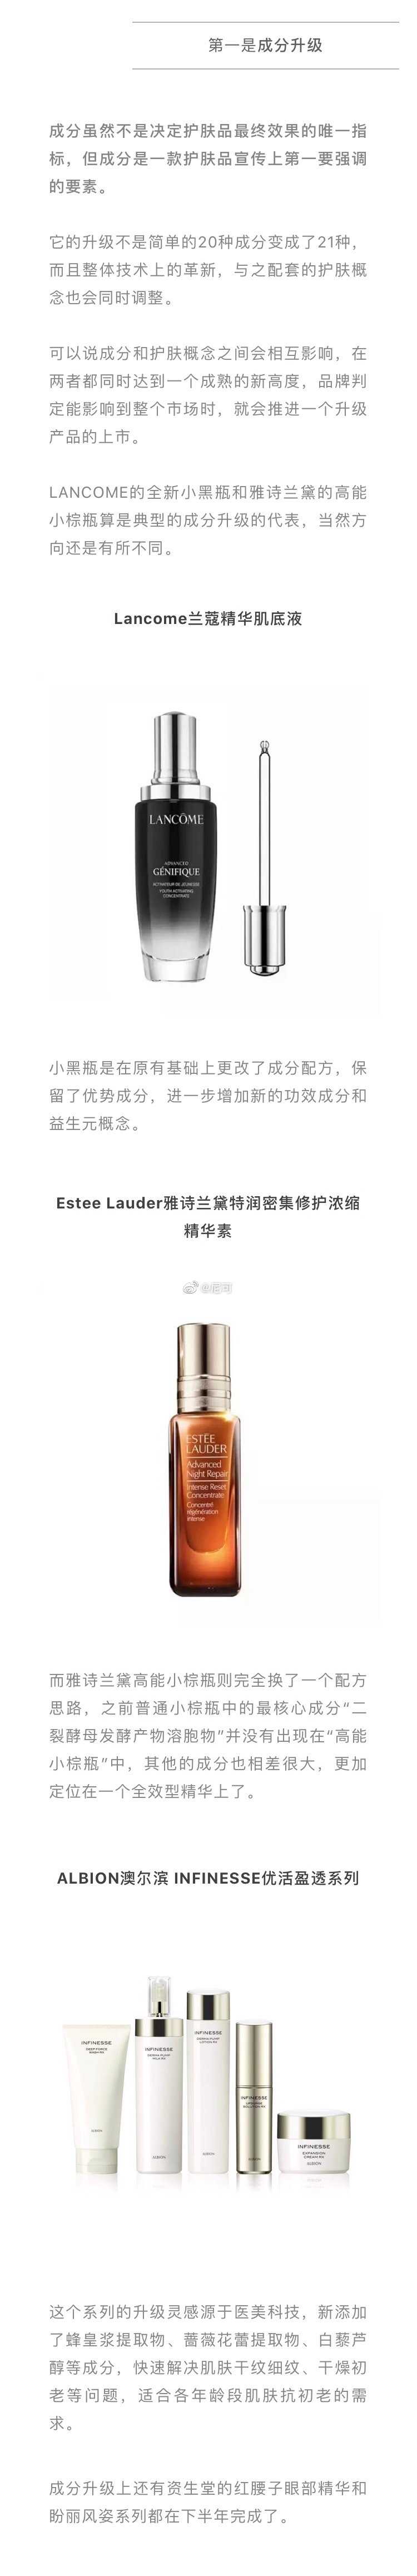 第一是成分升级
成分虽然不是决定护肤品最终效果的唯一指
标，但成分是一款护肤品宣传上第一要强调
的要素。
它的升级不是简单的20种成分变成了21种，
而且整体技术上的革新，与之配套的护肤概
念也会同时调整。
可以说成分和护肤概念之间会相互影响，在
两者都同时达到一个成熟的新高度，品牌判
定能影响到整个市场时，就会推进一个升级
产品的上市。
LANCOME的全新小黑瓶和雅诗兰黛的高能
小棕瓶算是典型的成分升级的代表，当然方
向还是有所不同。
Lancome兰蔻精华肌底液
LANCÔME
ADVANCED
GÉNIFIQUE
ACTIVATEUR DE JEUNESSE
YOUTH ACTIVATING
CONCENTRATE
小黑瓶是在原有基础上更改了成分配方，保
留了优势成分，进一步增加新的功效成分和
益生元概念。
Estee Lauder雅诗兰黛特润密集修护浓缩
精华素
ESTĒE
LAUDER
Advanced
Night Repair
Intense Reset
Concentrate
Concentré
régénération
intense
而雅诗兰黛高能小棕瓶则完全换了一个配方
思路，之前普通小棕瓶中的最核心成分“二
裂酵母发酵产物溶胞物”并没有出现在“高能
小棕瓶”中，其他的成分也相差很大，更加
定位在一个全效型精华上了。
ALBION澳尔滨 INFINESSE优活盈透系列
INFINESSE
ALBION
INFINESSE
DERMA PUMP
ALBION
INFINESSE
DERMA PUMP
ALBION
INFINESSE
ALBION
INFINESSE
EXPANSION
ALBION
这个系列的升级灵感源于医美科技，新添加
了蜂皇浆提取物、蔷薇花蕾提取物、白藜芦
醇等成分，快速解决肌肤干纹细纹、干燥初
老等问题，适合各年龄段肌肤抗初老的需
求。
成分升级上还有资生堂的红腰子眼部精华和
盼丽风姿系列都在下半年完成了。